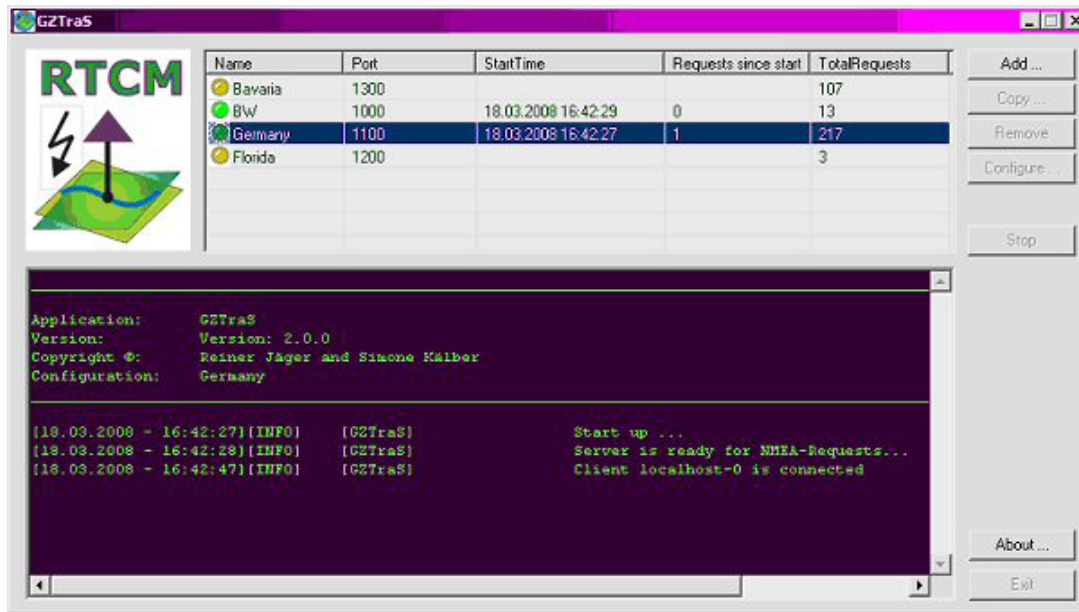 GZTraS
RTCM
Name Port StartTime Requests since start TotalRequests
Bavaria 1300 107
BW 1000 18.03.2008 16:42:29 0 13
Germany 1100 18.03.2008 16:42:27 1 217
Florida 1200 3
Add ...
Copy ...
Remove
Configure ...
Stop
Application: GZTraS
Version: Version: 2.0.0
Copyright ©: Reiner Jäger and Simone Kälber
Configuration: Germany
[18.03.2008 - 16:42:27][INFO] [GZTraS] Start up ...
[18.03.2008 - 16:42:28][INFO] [GZTraS] Server is ready for NMEA-Requests...
[18.03.2008 - 16:42:47][INFO] [GZTraS] Client localhost-0 is connected
About ...
Exit